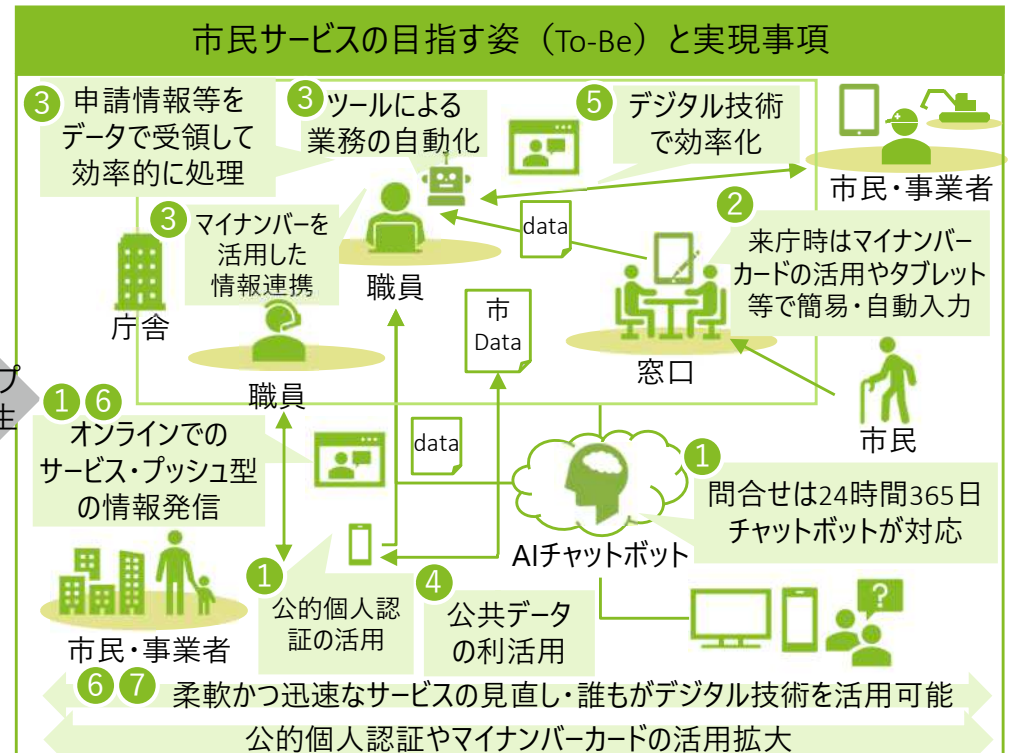 市民サービスの目指す姿（To-Be）と実現事項
3 申請情報等を
データで受領して
効率的に処理
3 ツールによる
業務の自動化
5 デジタル技術
で効率化
市民・事業者
3 マイナンバーを
活用した
情報連携
庁舎
職員
data
2
来庁時はマイナンバー
カードの活用やタブレット
等で簡易・自動入力
市
Data
窓口
職員
市民
プ
生
1 6
オンラインでの
サービス・プッシュ型
の情報発信
data
1
問合せは24時間365日
チャットボットが対応
AIチャットボット
1
公的個人認
証の活用
4
公共データ
の利活用
?
市民・事業者
6 7 柔軟かつ迅速なサービスの見直し・誰もがデジタル技術を活用可能
公的個人認証やマイナンバーカードの活用拡大